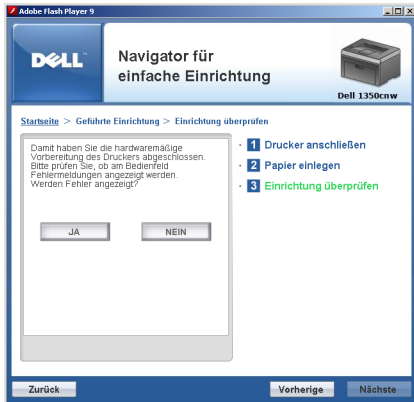 Adobe Flash Player 9
DELL™
Navigator für
einfache Einrichtung
Dell 1350cnw
Startseite > Geführte Einrichtung > Einrichtung überprüfen
Damit haben Sie die hardwaremäßige
Vorbereitung des Druckers abgeschlossen.
Bitte prüfen Sie, ob am Bedienfeld
Fehlermeldungen angezeigt werden.
Werden Fehler angezeigt?
JA
NEIN
· 1 Drucker anschließen
· 2 Papier einlegen
· 3 Einrichtung überprüfen
Zurück
Vorherige
Nächste